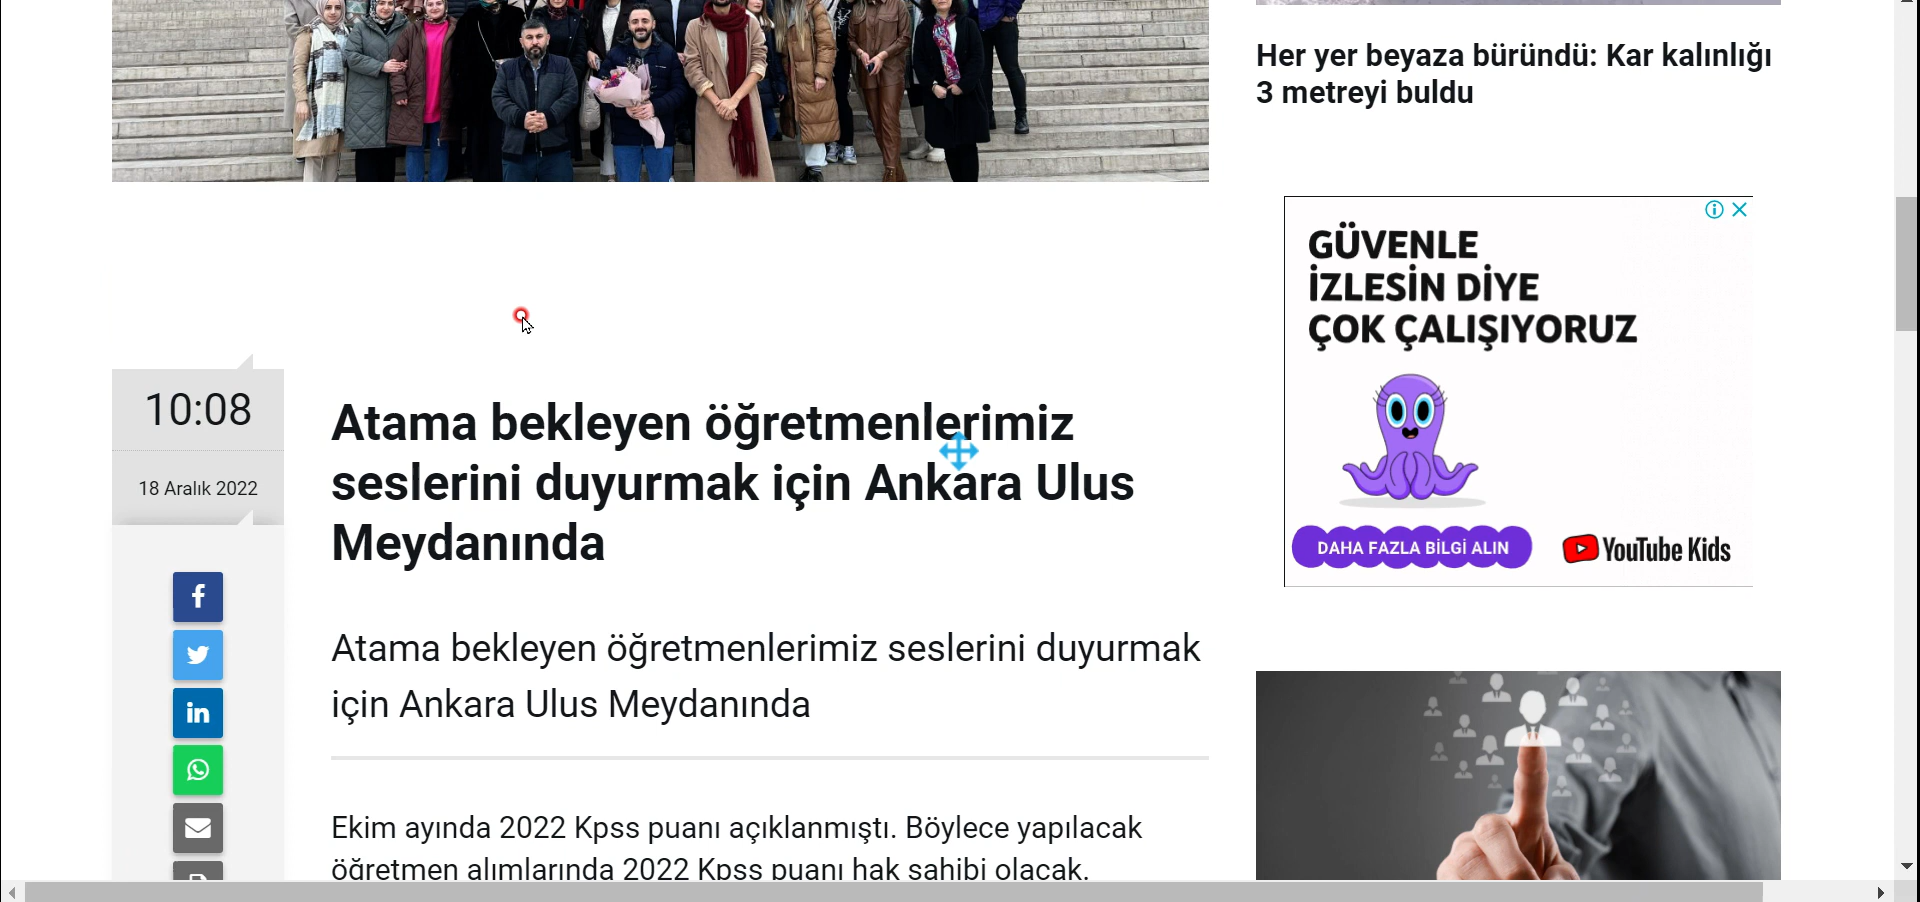 Her yer beyaza büründü: Kar kalınlığı
3 metreyi buldu
GÜVENLE
İZLESİN DİYE
ÇOK ÇALIŞIYORUZ
DAHA FAZLA BİLGİ ALIN
YouTube Kids
10:08
18 Aralık 2022
Atama bekleyen öğretmenlerimiz
seslerini duyurmak için Ankara Ulus
Meydanında
Atama bekleyen öğretmenlerimiz seslerini duyurmak
için Ankara Ulus Meydanında
Ekim ayında 2022 Kpss puanı açıklanmıştı. Böylece yapılacak
öğretmen alımlarında 2022 Kpss puanı hak sahibi olacak.